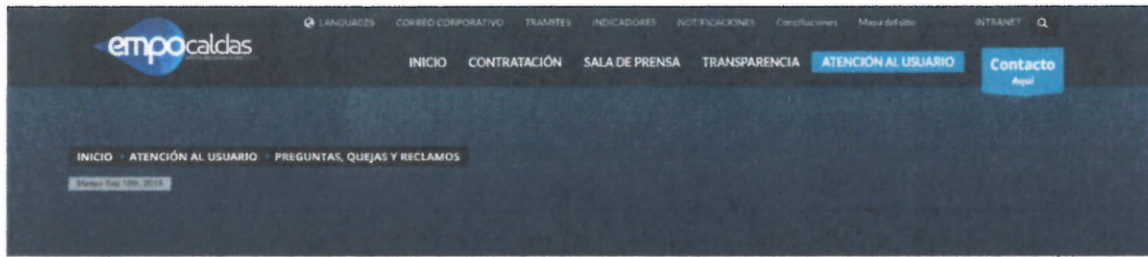 LANGUAGES CORREO CORPORATIVO TRAMITES INDICADORES NOTIFICACIONES Conciliaciones Mapa del sitio INTRANET
empocaldas
INICIO CONTRATACIÓN SALA DE PRENSA TRANSPARENCIA ATENCIÓN AL USUARIO Contacto
Aquí
INICIO ATENCIÓN AL USUARIO PREGUNTAS, QUEJAS Y RECLAMOS